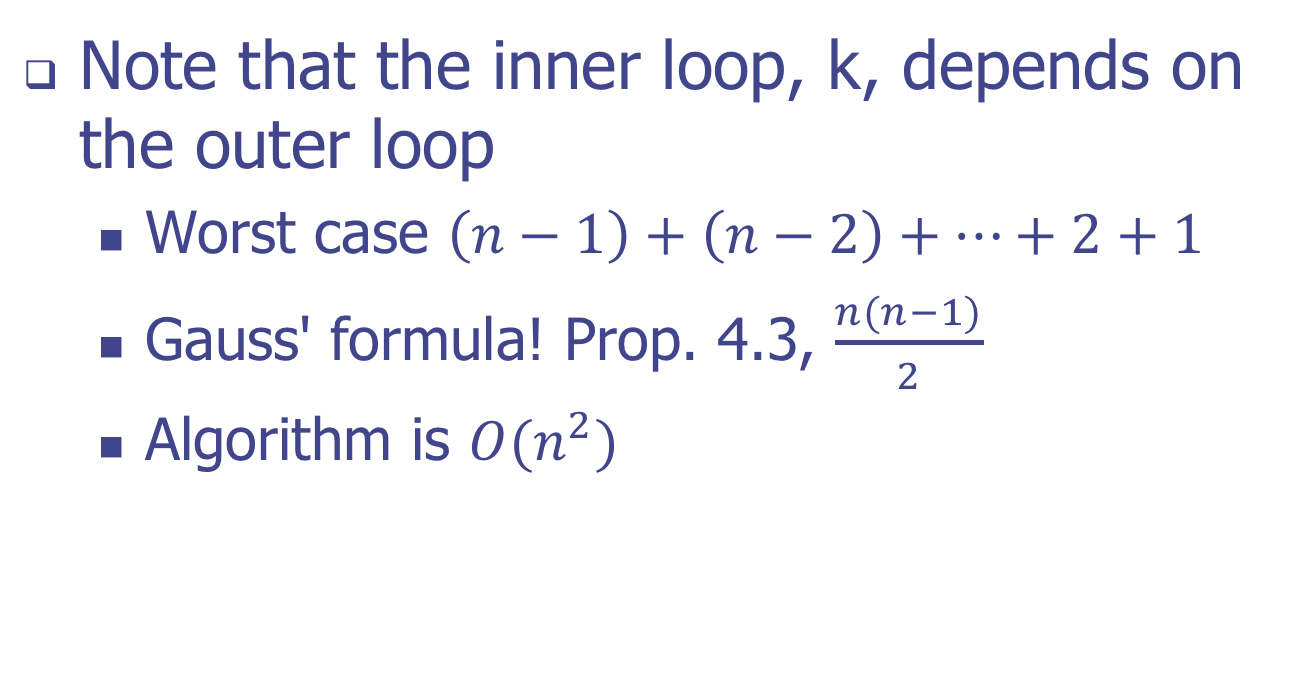 ❑ Note that the inner loop, k, depends on
the outer loop
■ Worst case (n − 1) + (n − 2) + ⋯ + 2 + 1
■ Gauss' formula! Prop. 4.3, n(n−1)/2
■ Algorithm is O(n²)